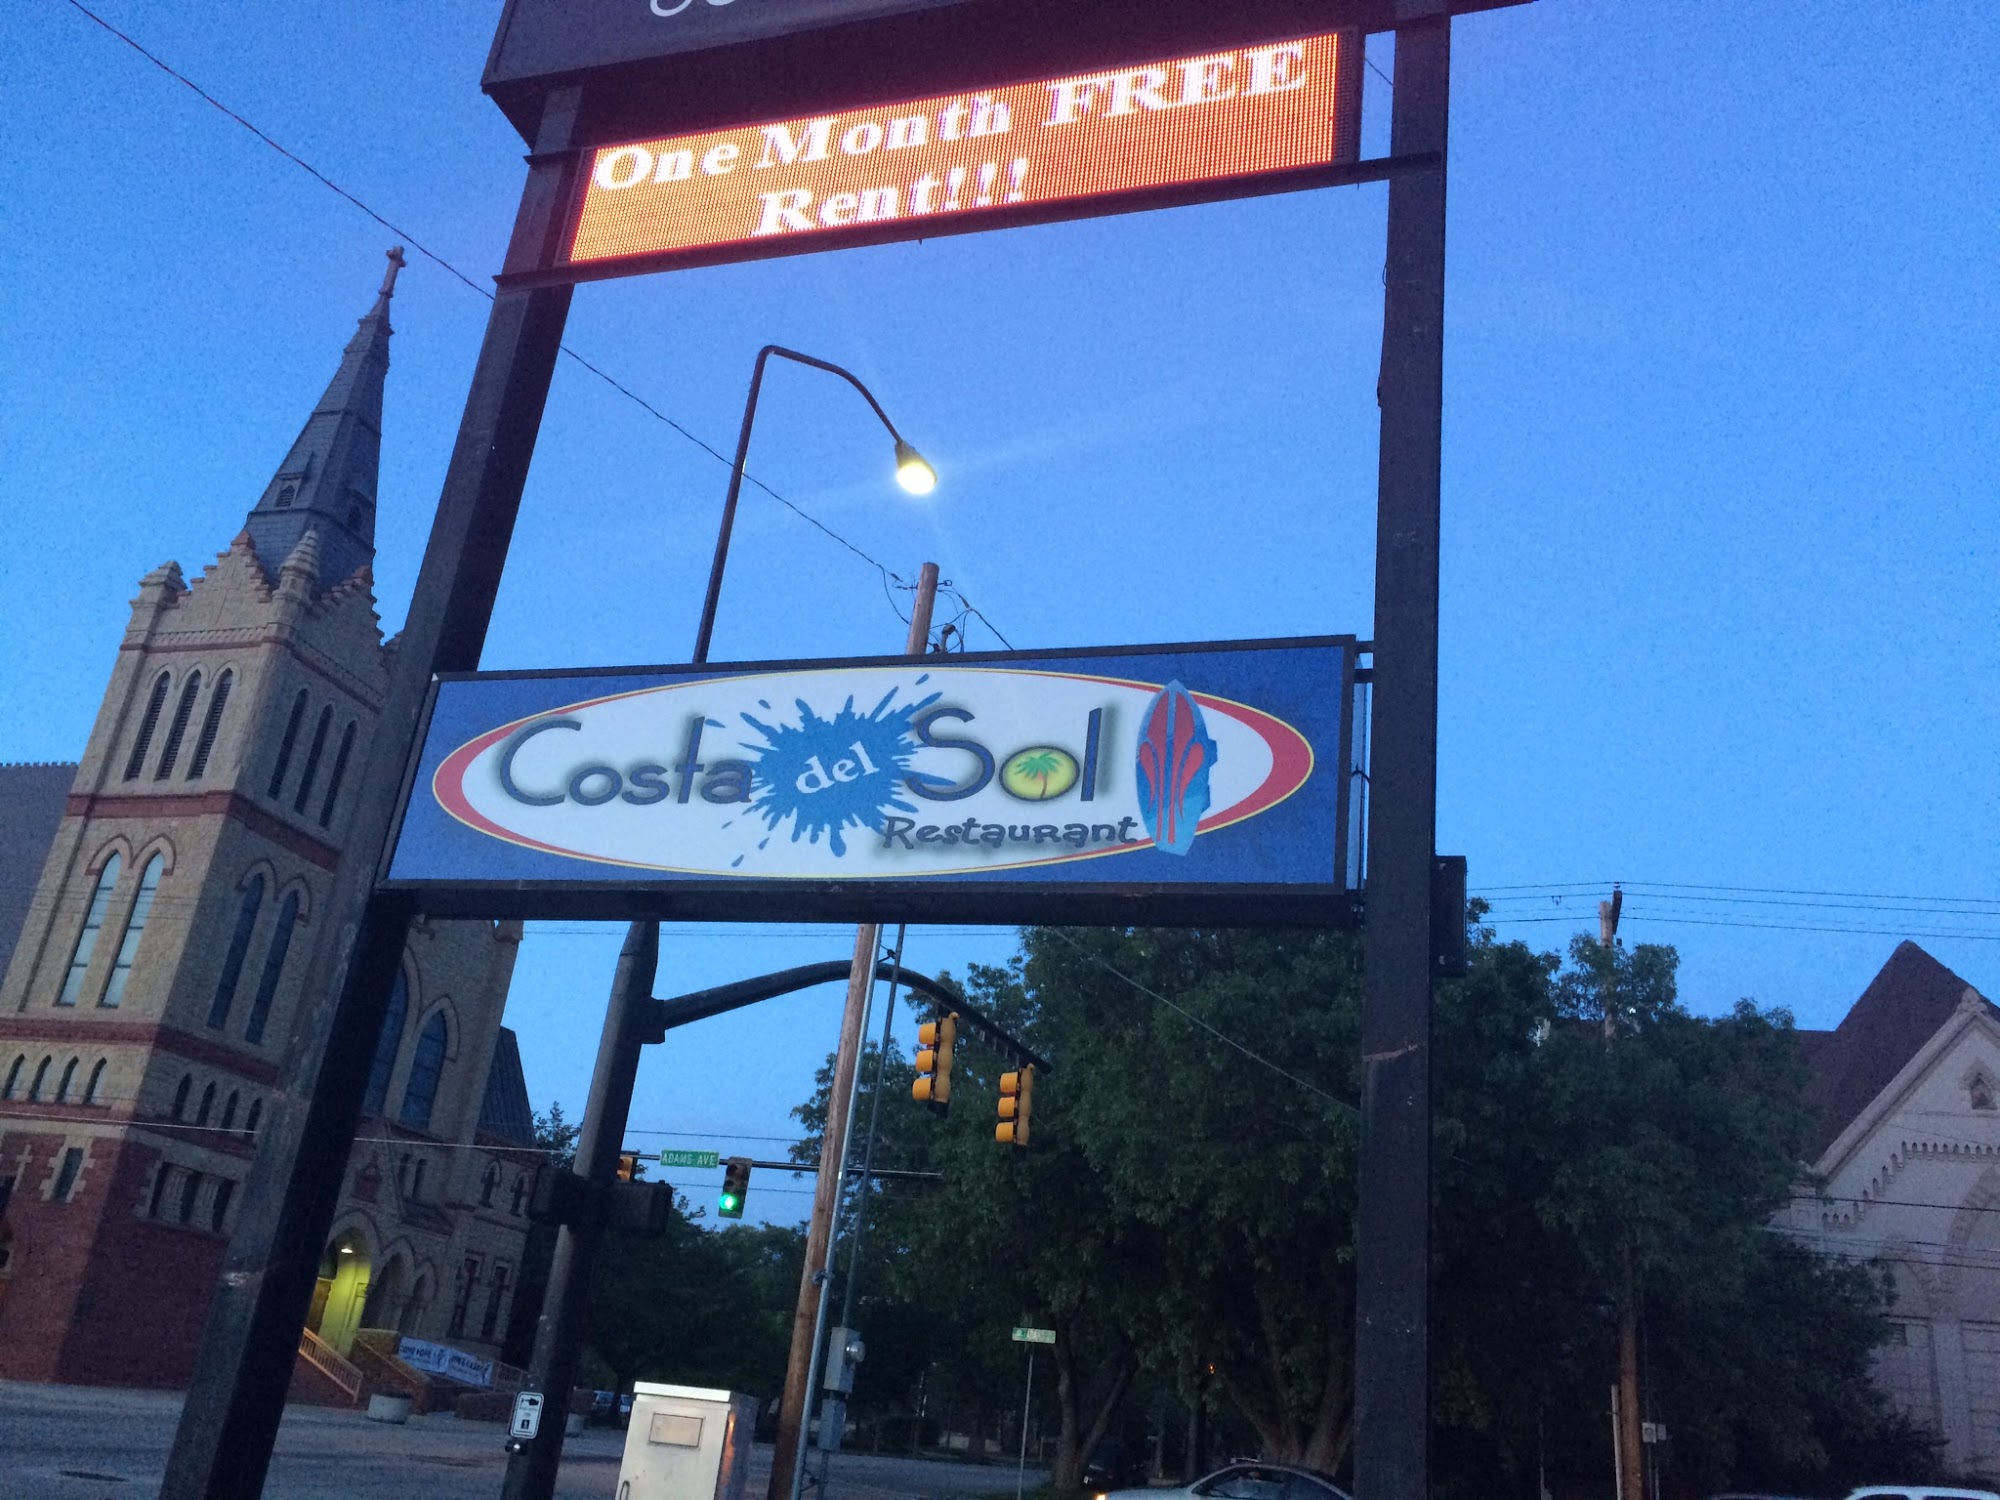 One Month FREE
Rent!!!
Costa del Sol
Restaurant
ADAMS AVE